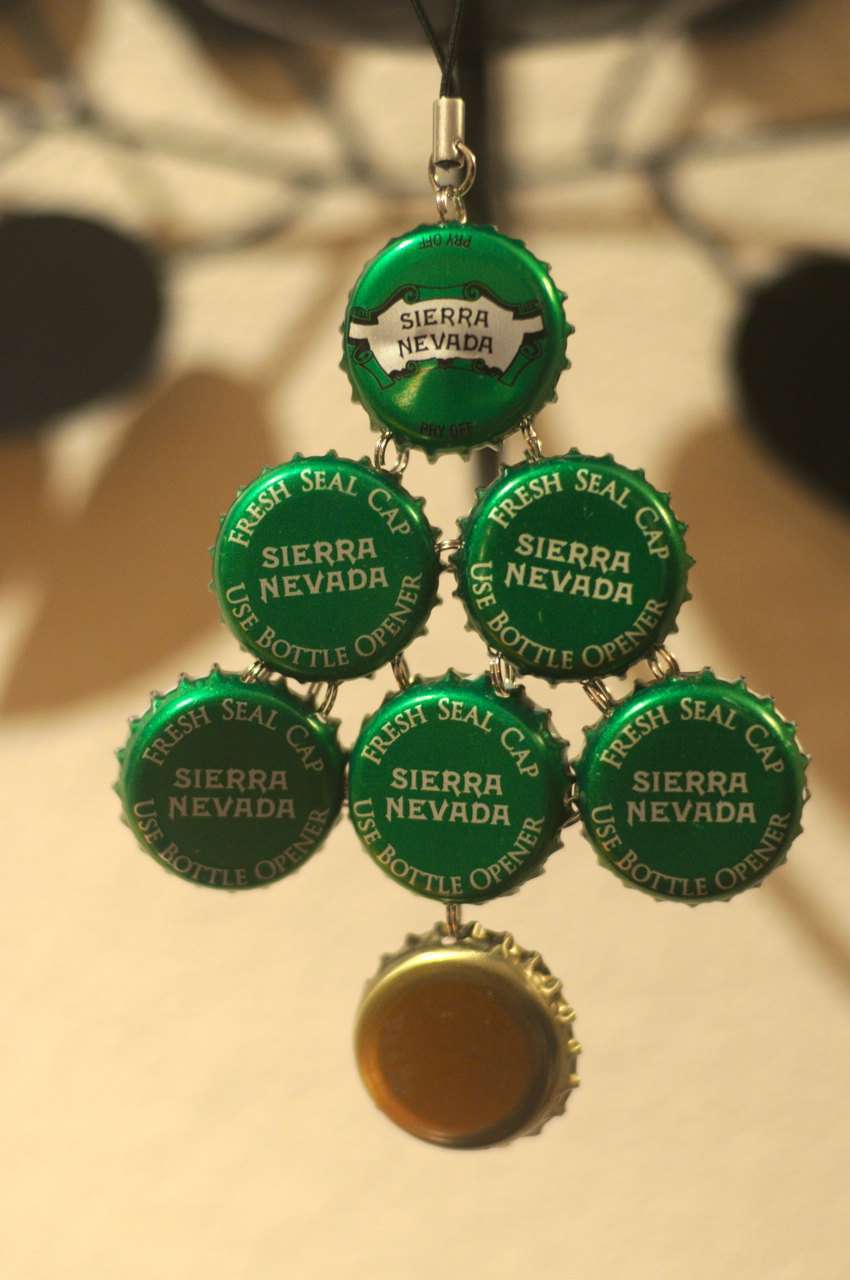 PRY OFF
SIERRA
NEVADA
PRY OFF
FRESH SEAL CAP
SIERRA
NEVADA
USE BOTTLE OPENER
FRESH SEAL CAP
SIERRA
NEVADA
USE BOTTLE OPENER
FRESH SEAL CAP
SIERRA
NEVADA
USE BOTTLE OPENER
FRESH SEAL CAP
SIERRA
NEVADA
USE BOTTLE OPENER
FRESH SEAL CAP
SIERRA
NEVADA
USE BOTTLE OPENER